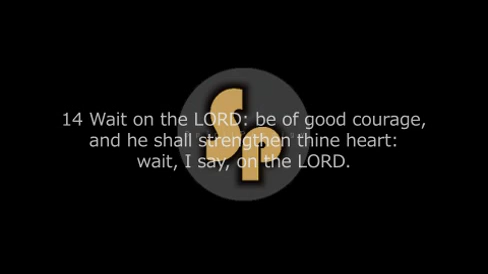 14 Wait on the LORD: be of good courage,
and he shall strengthen thine heart:
wait, I say, on the LORD.
Sp